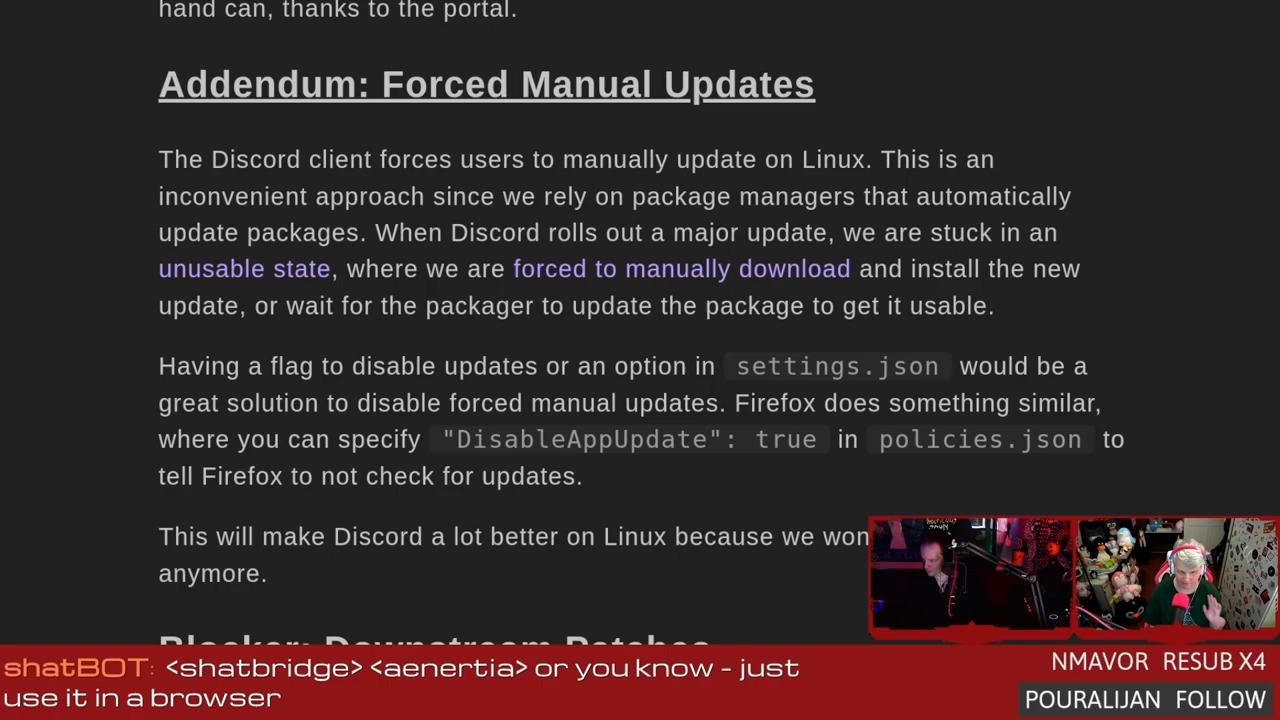 hand can, thanks to the portal.
Addendum: Forced Manual Updates
The Discord client forces users to manually update on Linux. This is an
inconvenient approach since we rely on package managers that automatically
update packages. When Discord rolls out a major update, we are stuck in an
unusable state, where we are forced to manually download and install the new
update, or wait for the packager to update the package to get it usable.
Having a flag to disable updates or an option in settings.json would be a
great solution to disable forced manual updates. Firefox does something similar,
where you can specify "DisableAppUpdate": true in policies.json to
tell Firefox to not check for updates.
This will make Discord a lot better on Linux because we won
anymore.
Blocker: Downstream Patches
shatBOT: <shatbridge> <aenertia> or you know - just
use it in a browser
NMAVOR RESUB X4
POURALIJAN FOLLOW